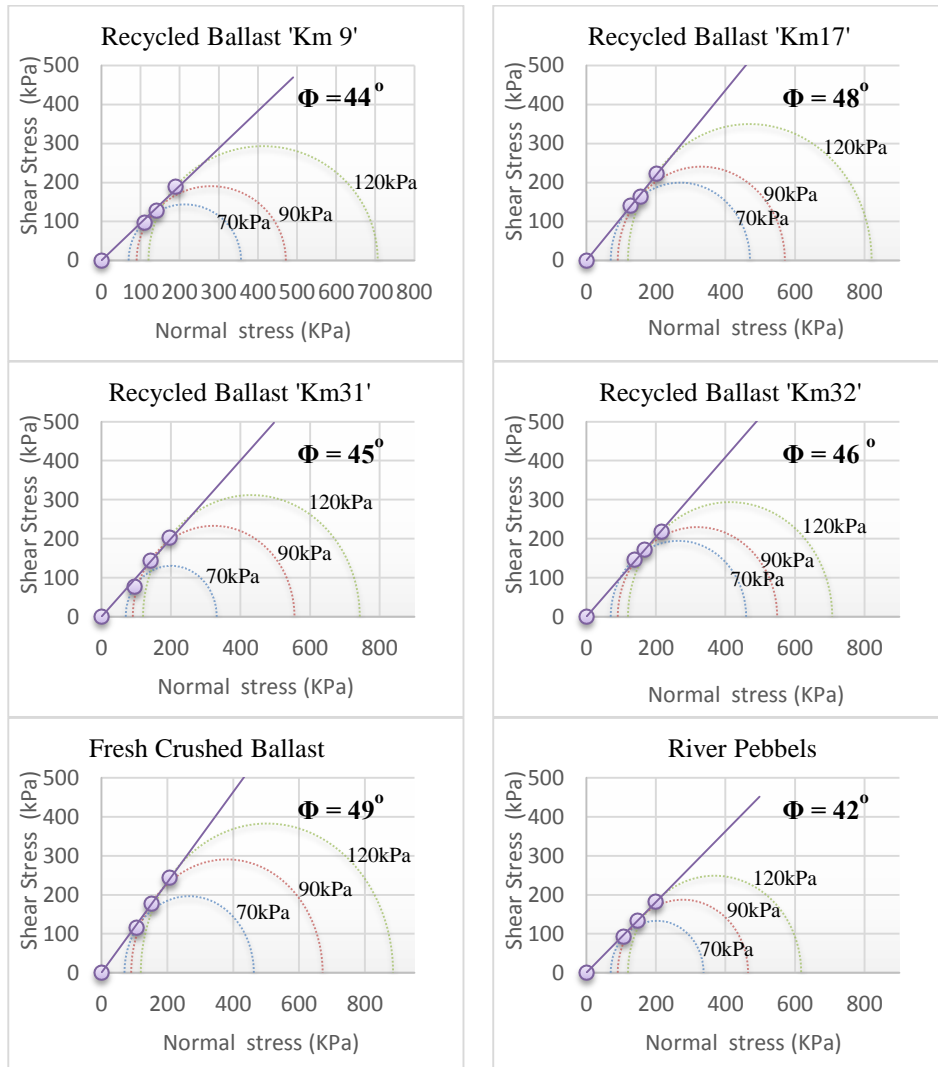 Recycled Ballast 'Km 9'
Shear Stress (kPa)
500
400
300
200
100
0
Φ = 44°
120kPa
90kPa
70kPa
0 100 200 300 400 500 600 700 800
Normal stress (KPa)
Recycled Ballast 'Km17'
Shear Stress (kPa)
500
400
300
200
100
0
Φ = 48°
120kPa
90kPa
70kPa
0 200 400 600 800
Normal stress (KPa)
Recycled Ballast 'Km31'
Shear Stress (kPa)
500
400
300
200
100
0
Φ = 45°
120kPa
90kPa
70kPa
0 200 400 600 800
Normal stress (KPa)
Recycled Ballast 'Km32'
Shear Stress (kPa)
500
400
300
200
100
0
Φ = 46°
120kPa
90kPa
70kPa
0 200 400 600 800
Normal stress (KPa)
Fresh Crushed Ballast
Shear Stress (kPa)
500
400
300
200
100
0
Φ = 49°
120kPa
90kPa
70kPa
0 200 400 600 800
Normal stress (KPa)
River Pebbels
Shear Stress (kPa)
500
400
300
200
100
0
Φ = 42°
120kPa
90kPa
70kPa
0 200 400 600 800
Normal stress (KPa)